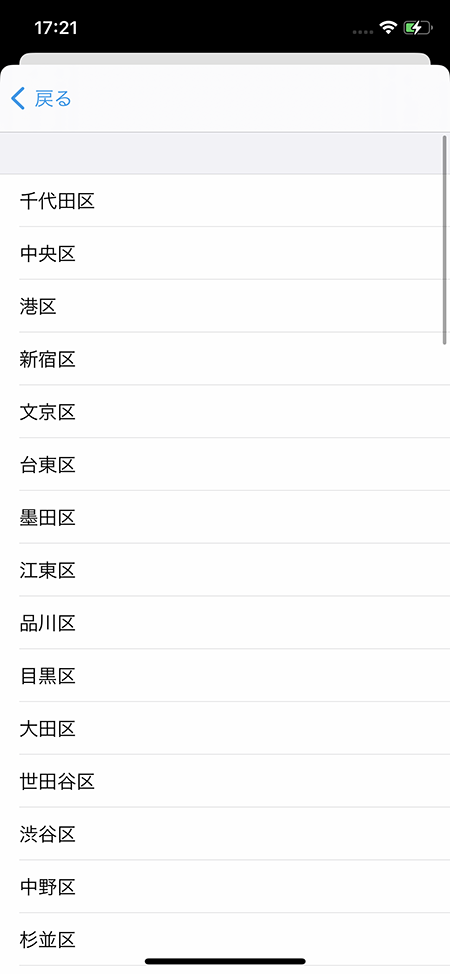 17:21
戻る
千代田区
中央区
港区
新宿区
文京区
台東区
墨田区
江東区
品川区
目黒区
大田区
世田谷区
渋谷区
中野区
杉並区